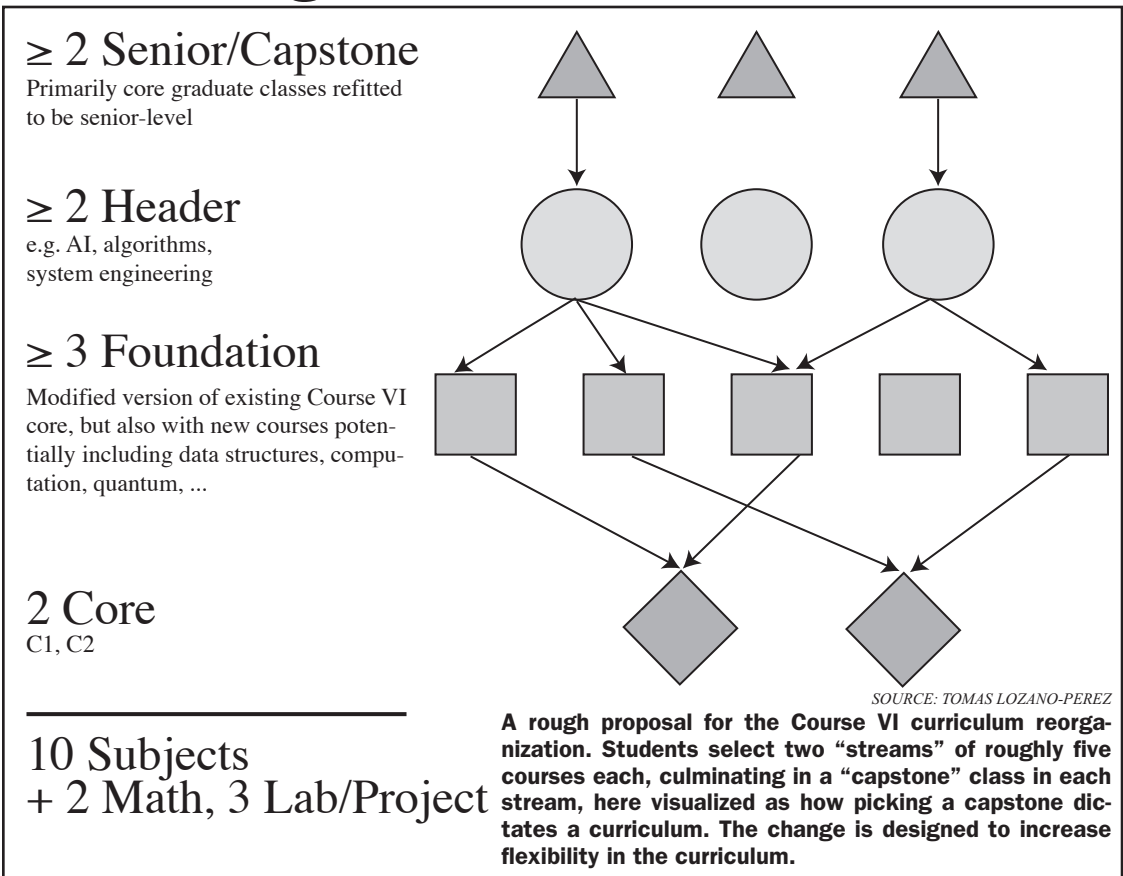 ≥ 2 Senior/Capstone
Primarily core graduate classes refitted
to be senior-level
≥ 2 Header
e.g. AI, algorithms,
system engineering
≥ 3 Foundation
Modified version of existing Course VI
core, but also with new courses poten-
tially including data structures, compu-
tation, quantum, ...
2 Core
C1, C2
10 Subjects
+ 2 Math, 3 Lab/Project
SOURCE: TOMAS LOZANO-PEREZ
A rough proposal for the Course VI curriculum reorga-
nization. Students select two “streams” of roughly five
courses each, culminating in a “capstone” class in each
stream, here visualized as how picking a capstone dic-
tates a curriculum. The change is designed to increase
flexibility in the curriculum.